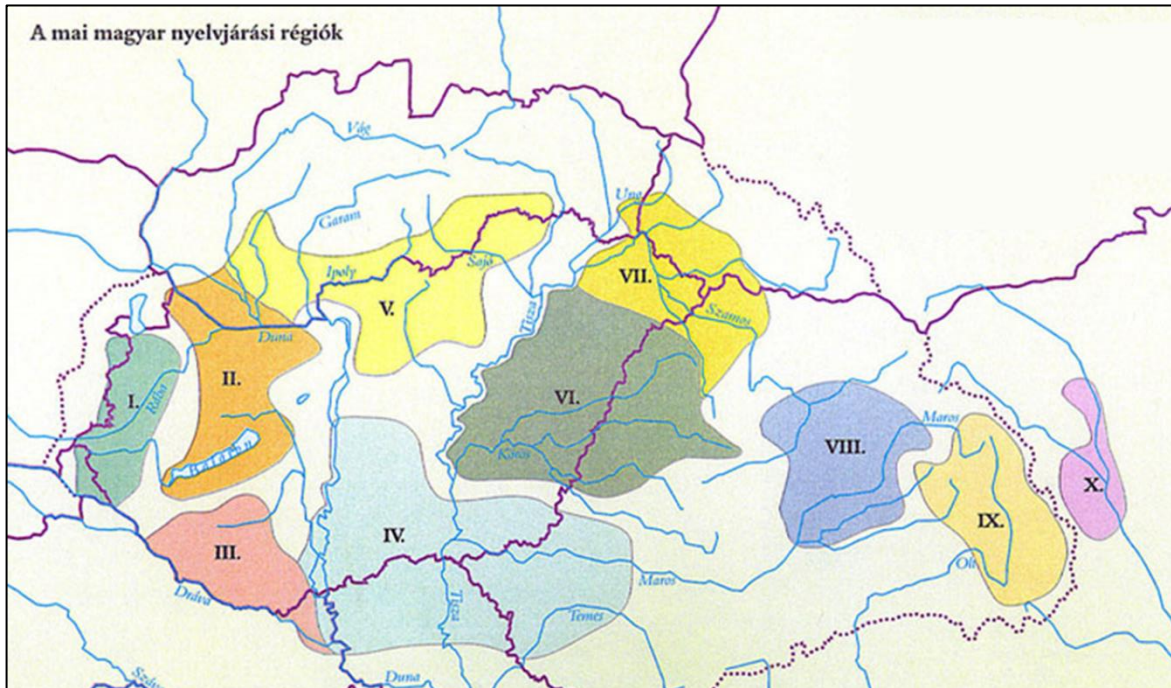 A mai magyar nyelvjárási régiók
Vág
Ung
Garam
Sajó
Ipoly
VII.
V.
Tisza
Szamos
Duna
II.
I.
Rába
VI.
Maros
VIII.
Balaton
Körös
X.
IX.
III.
IV.
Olt
Maros
Dráva
Tisza
Temes
Duna